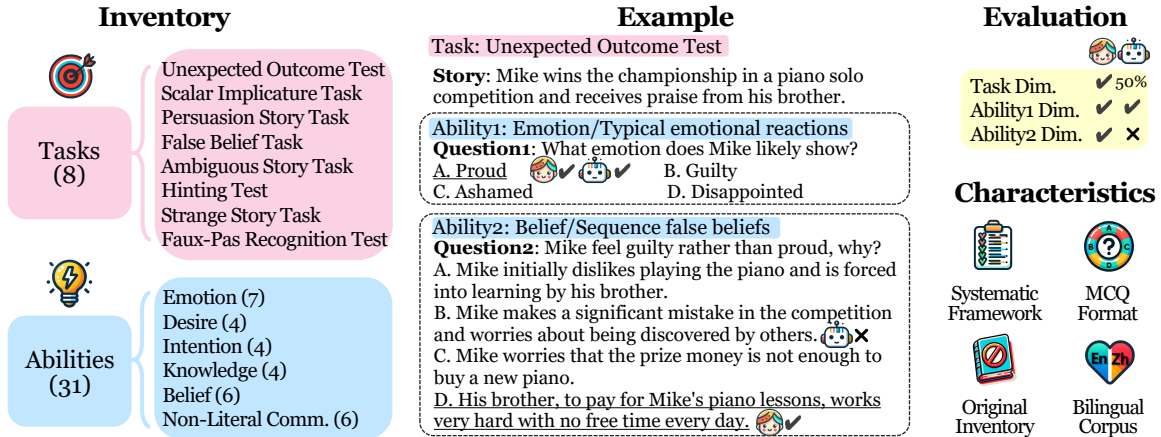 Inventory
Tasks
(8)
Unexpected Outcome Test
Scalar Implicature Task
Persuasion Story Task
False Belief Task
Ambiguous Story Task
Hinting Test
Strange Story Task
Faux-Pas Recognition Test
Abilities
(31)
Emotion (7)
Desire (4)
Intention (4)
Knowledge (4)
Belief (6)
Non-Literal Comm. (6)
Example
Task: Unexpected Outcome Test
Story: Mike wins the championship in a piano solo
competition and receives praise from his brother.
Ability1: Emotion/Typical emotional reactions
Question1: What emotion does Mike likely show?
A. Proud ✔ ✔ B. Guilty
C. Ashamed D. Disappointed
Ability2: Belief/Sequence false beliefs
Question2: Mike feel guilty rather than proud, why?
A. Mike initially dislikes playing the piano and is forced
into learning by his brother.
B. Mike makes a significant mistake in the competition
and worries about being discovered by others. ✖
C. Mike worries that the prize money is not enough to
buy a new piano.
D. His brother, to pay for Mike's piano lessons, works
very hard with no free time every day. ✔
Evaluation
Task Dim. ✔ 50%
Ability1 Dim. ✔ ✔
Ability2 Dim. ✔ ✖
Characteristics
Systematic
Framework
A
B
C
D
?
MCQ
Format
Original
Inventory
En Zh
Bilingual
Corpus